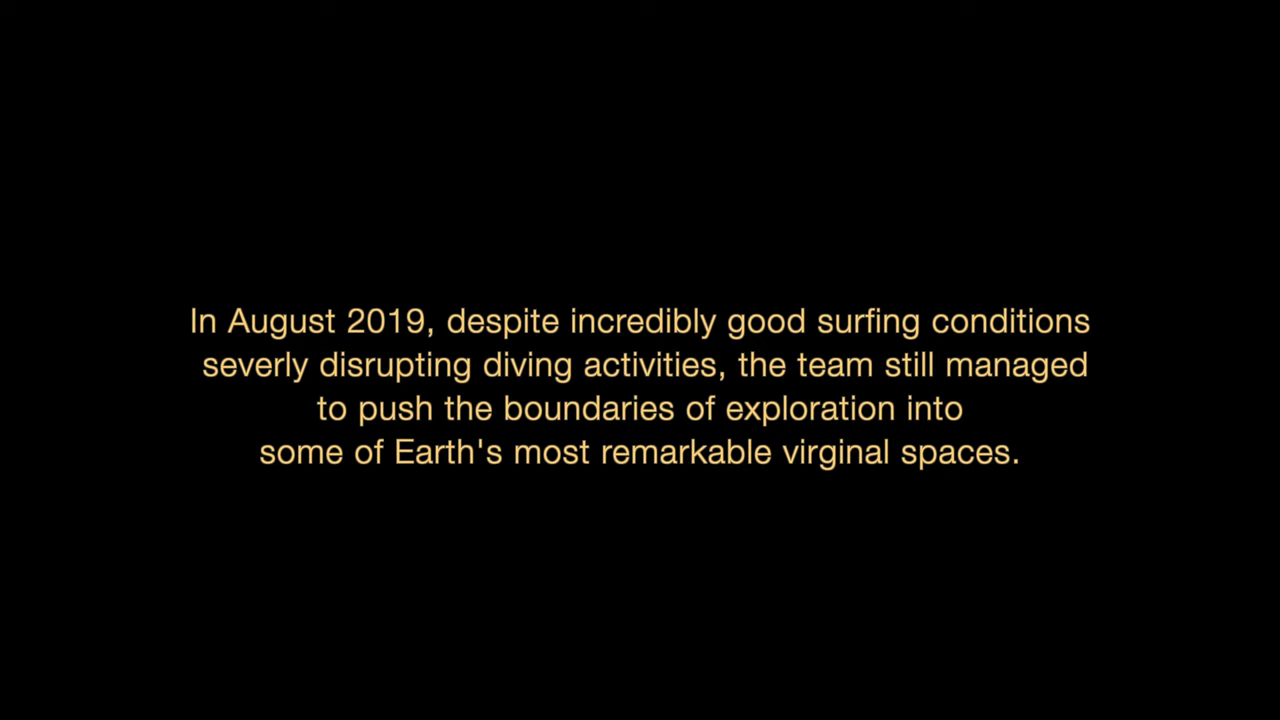 In August 2019, despite incredibly good surfing conditions
severly disrupting diving activities, the team still managed
to push the boundaries of exploration into
some of Earth's most remarkable virginal spaces.